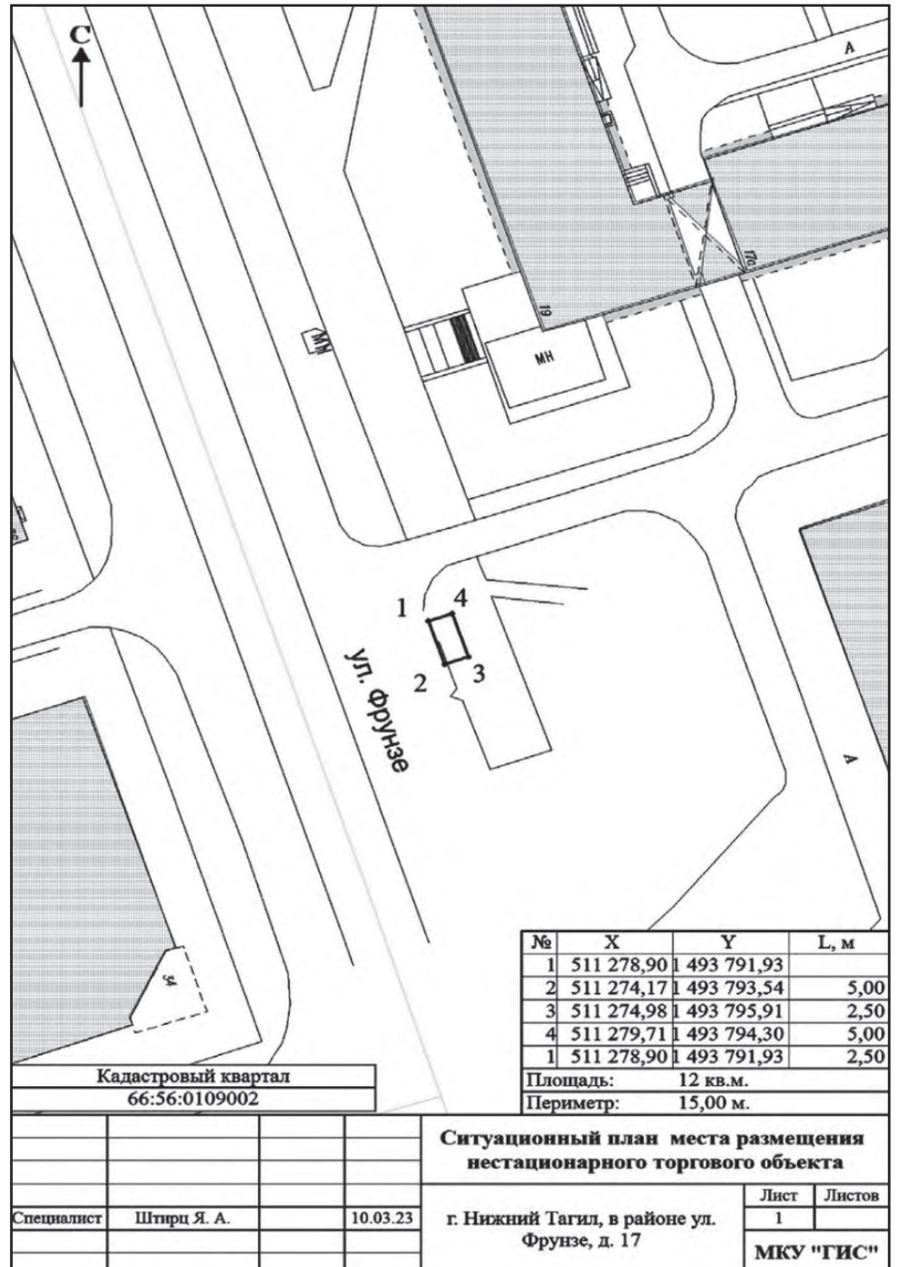 С
А
17а
19
МН
МN
1
4
2
3
ул. Фрунзе
А
54
№ X Y L, м
1 511 278,90 1 493 791,93
2 511 274,17 1 493 793,54 5,00
3 511 274,98 1 493 795,91 2,50
4 511 279,71 1 493 794,30 5,00
1 511 278,90 1 493 791,93 2,50
Площадь: 12 кв.м.
Периметр: 15,00 м.
Кадастровый квартал
66:56:0109002
Ситуационный план места размещения
нестационарного торгового объекта
Специалист Штирц Я. А. 10.03.23
г. Нижний Тагил, в районе ул.
Фрунзе, д. 17
Лист Листов
1
МКУ "ГИС"